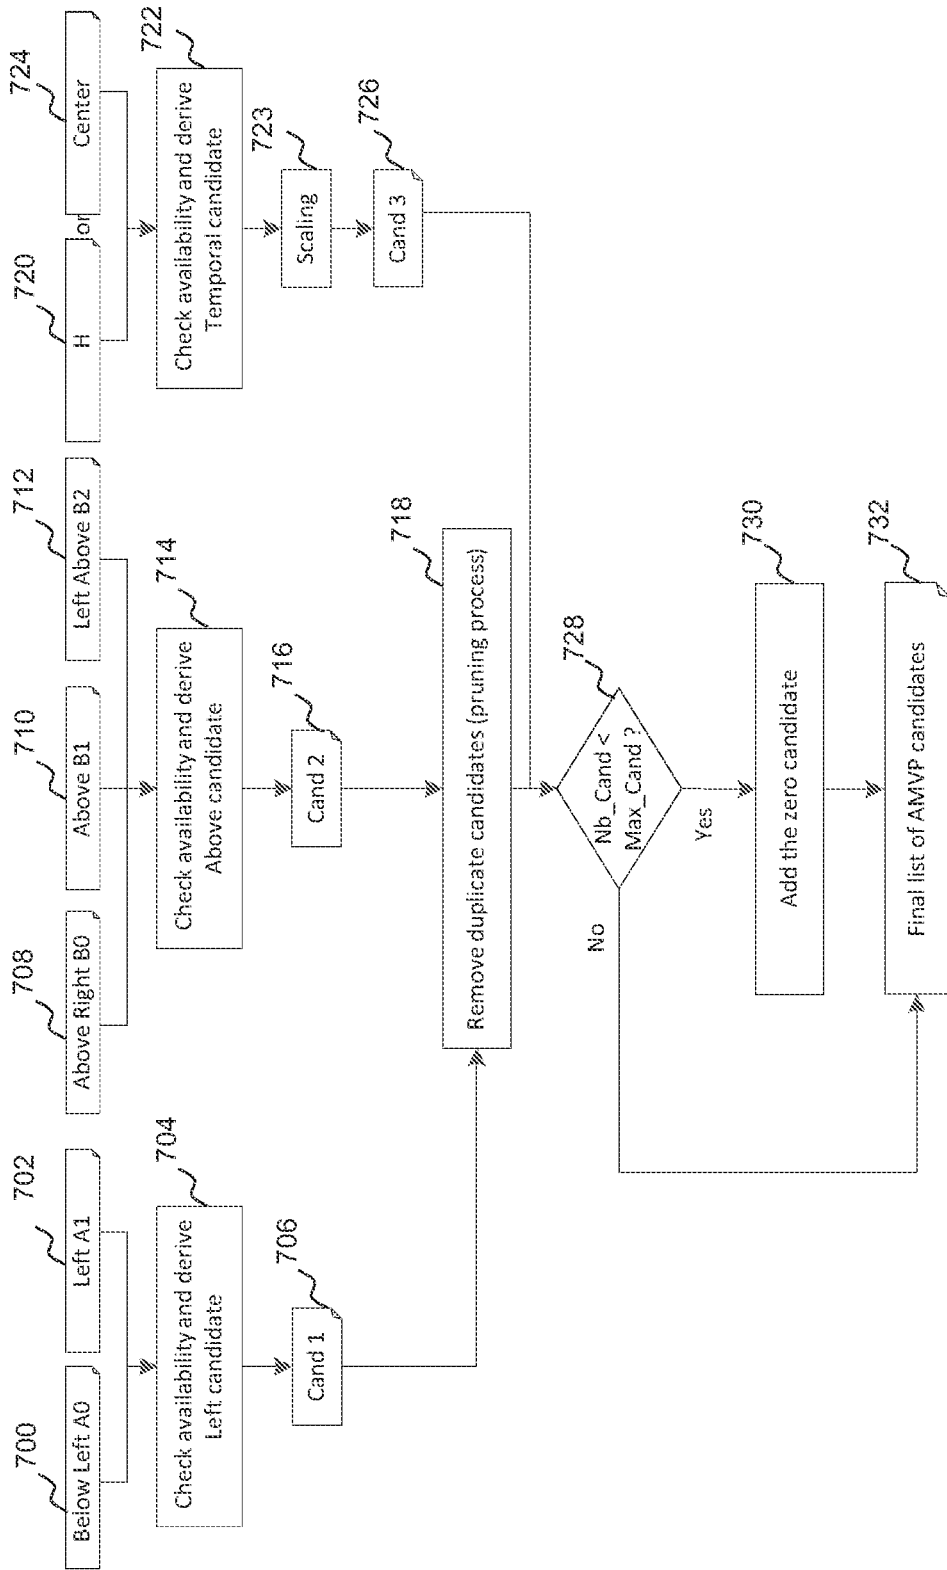 700
702
708
710
712
720
724
Below Left A0
Left A1
Above Right B0
Above B1
Left Above B2
H
or
Center
704
714
722
Check availability and derive
Left candidate
Check availability and derive
Above candidate
Check availability and derive
Temporal candidate
723
Scaling
706
Cand 1
716
Cand 2
726
Cand 3
718
Remove duplicate candidates (pruning process)
728
Nb_Cand <
Max_Cand ?
No
Yes
730
Add the zero candidate
732
Final list of AMVP candidates